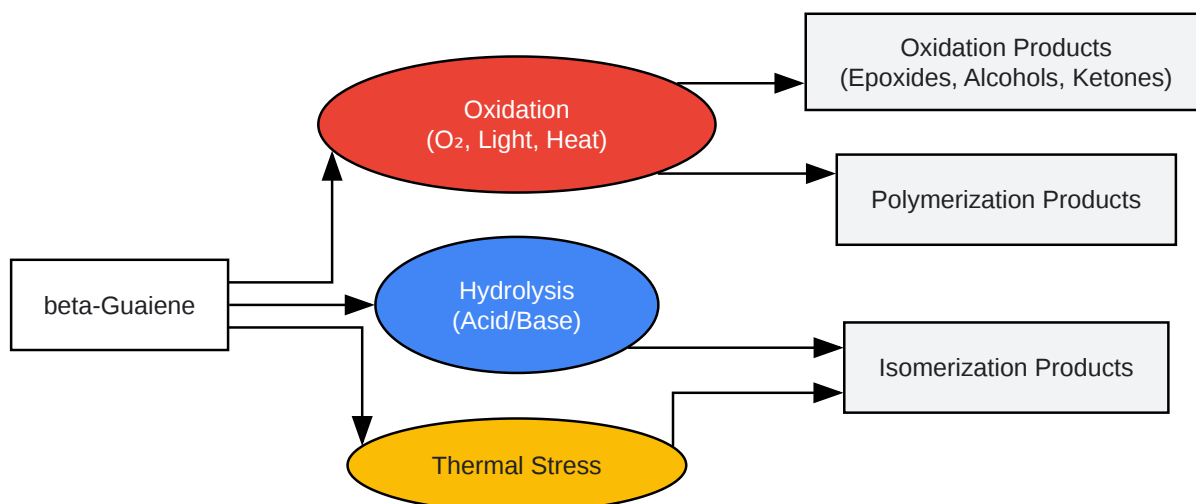 Oxidation Products
(Epoxides, Alcohols, Ketones)
Oxidation
(O₂, Light, Heat)
Polymerization Products
beta-Guaiene
Hydrolysis
(Acid/Base)
Isomerization Products
Thermal Stress